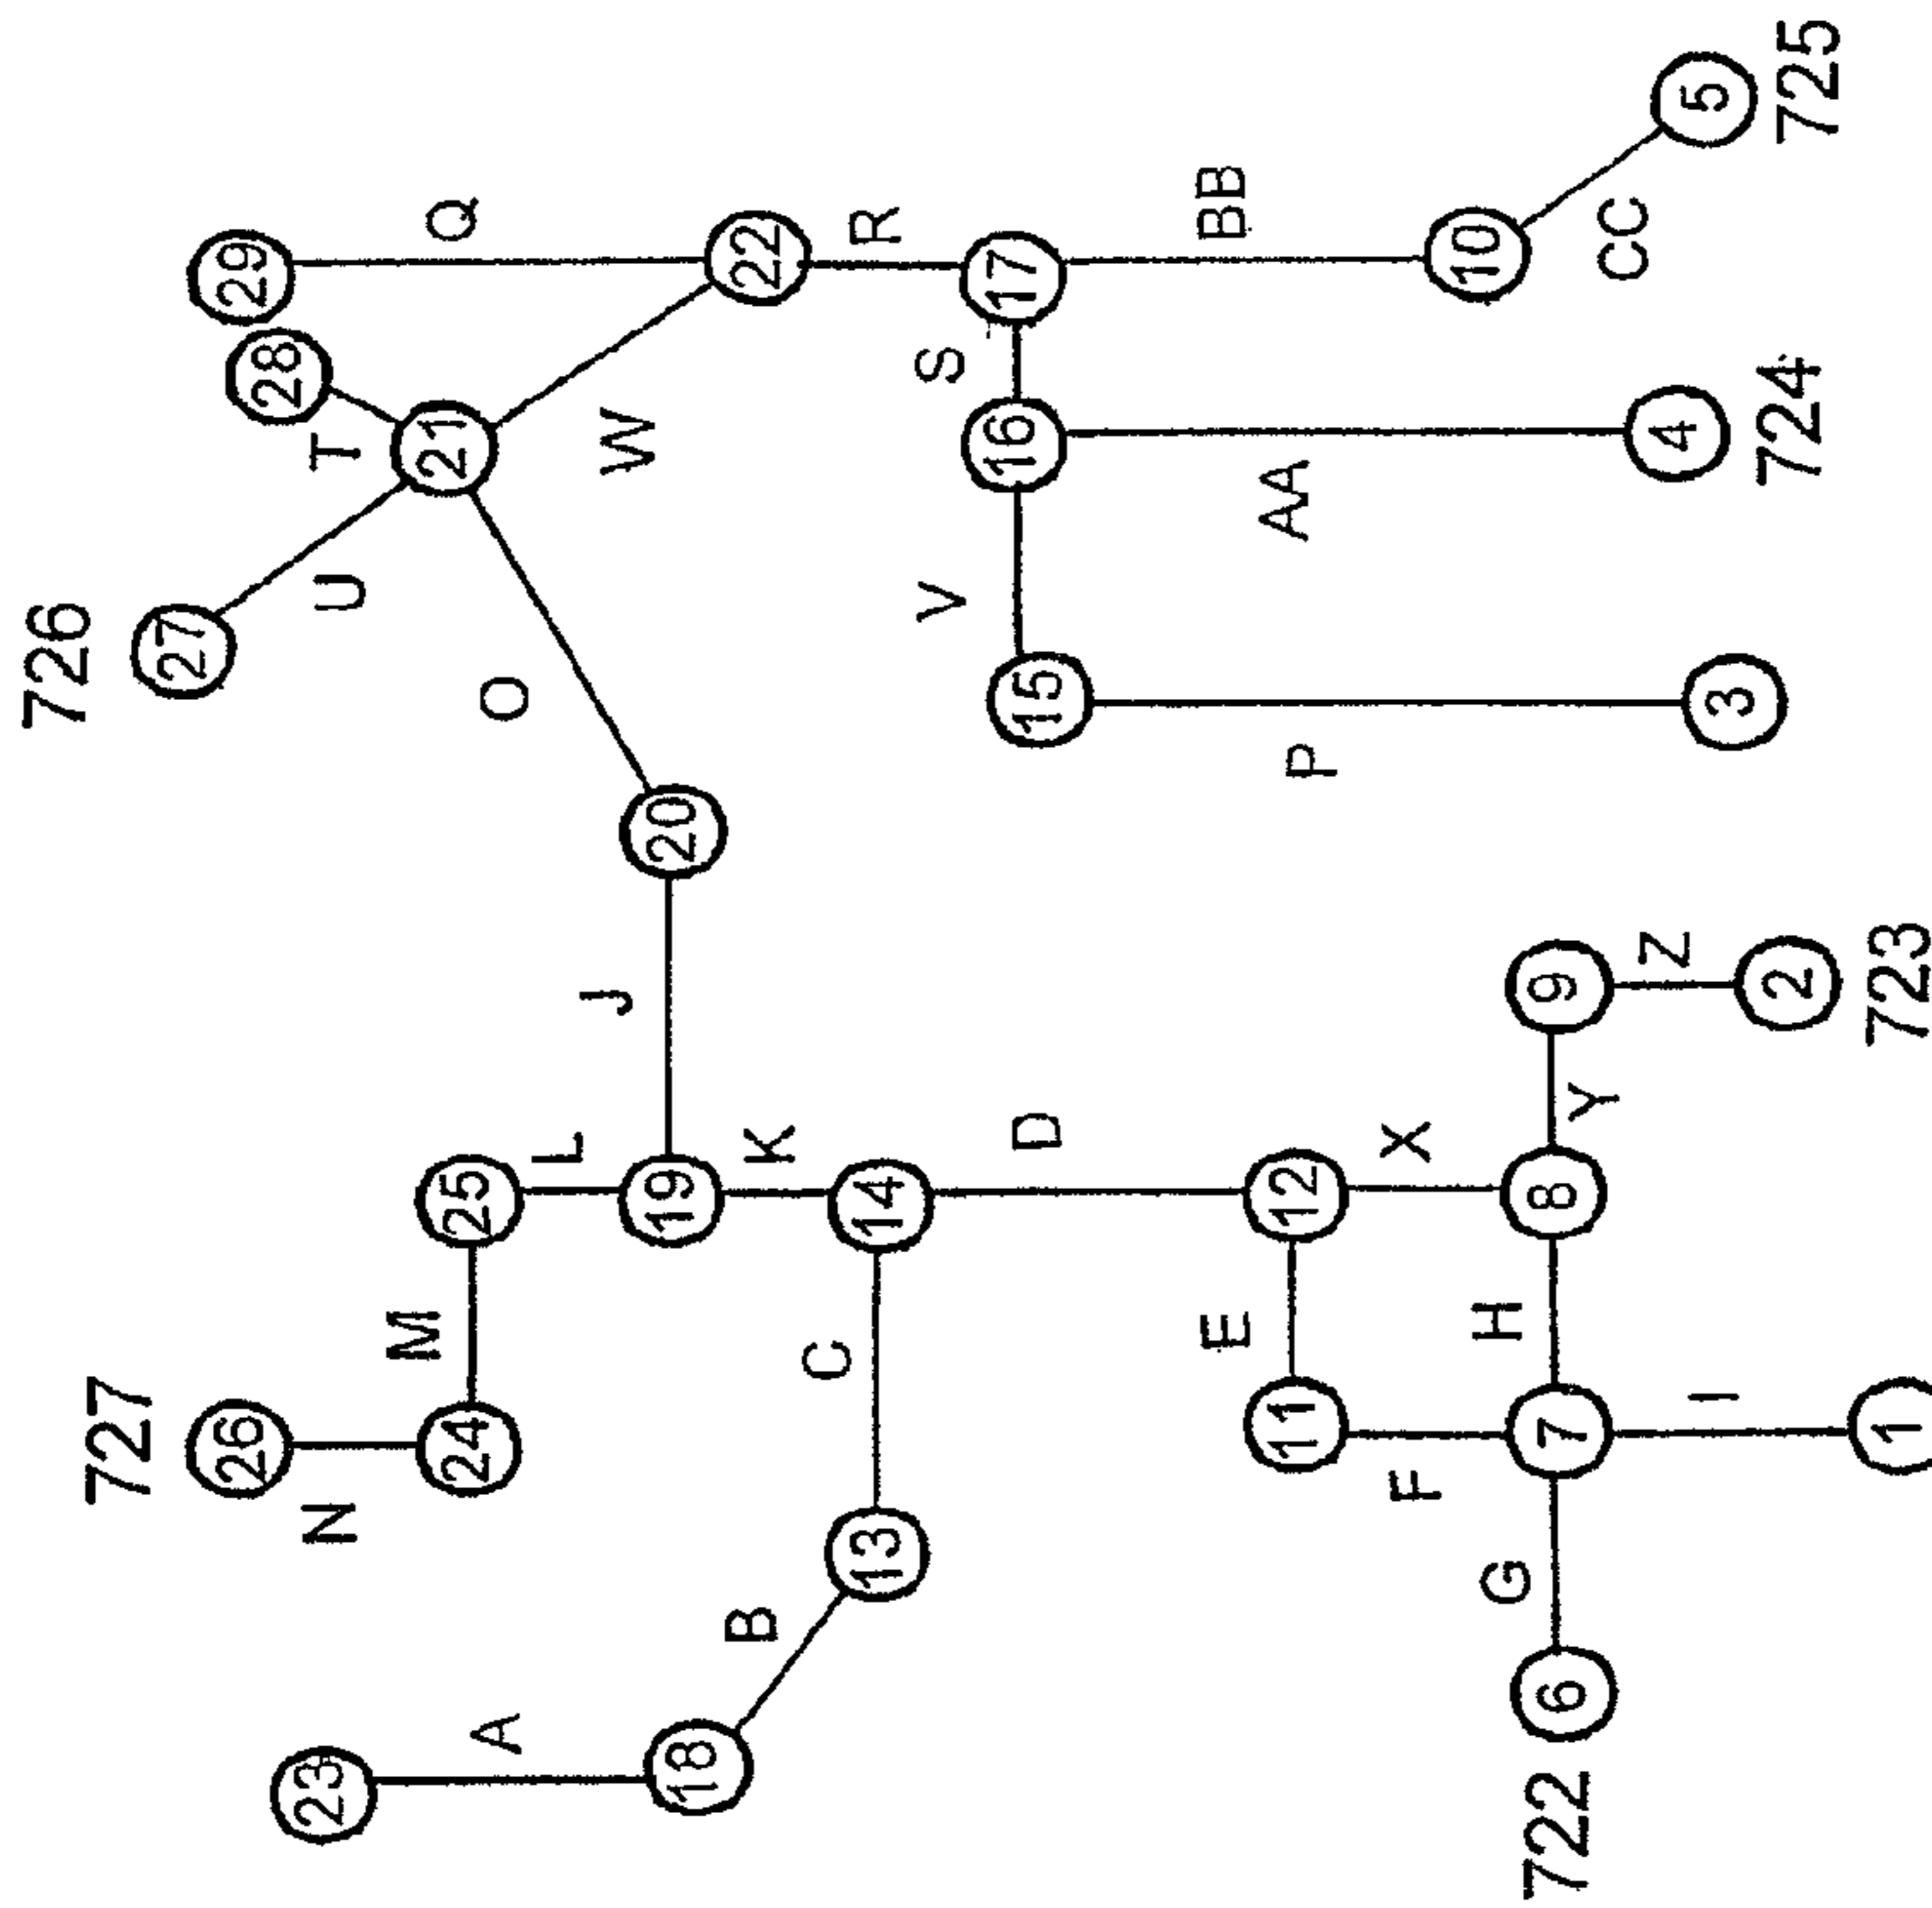 726
727
27
26 29
28
23
N U T
M
21 Q
24 25
A O
L
J
W
19 20
18
B K 22
C
13 14 R
V S
16 17
15 D
E BB
AA
11 12 P
F X
10
G H
722 6 7 8 9
Y
CC
Z 4
I 5
3
2 724
725
1 723